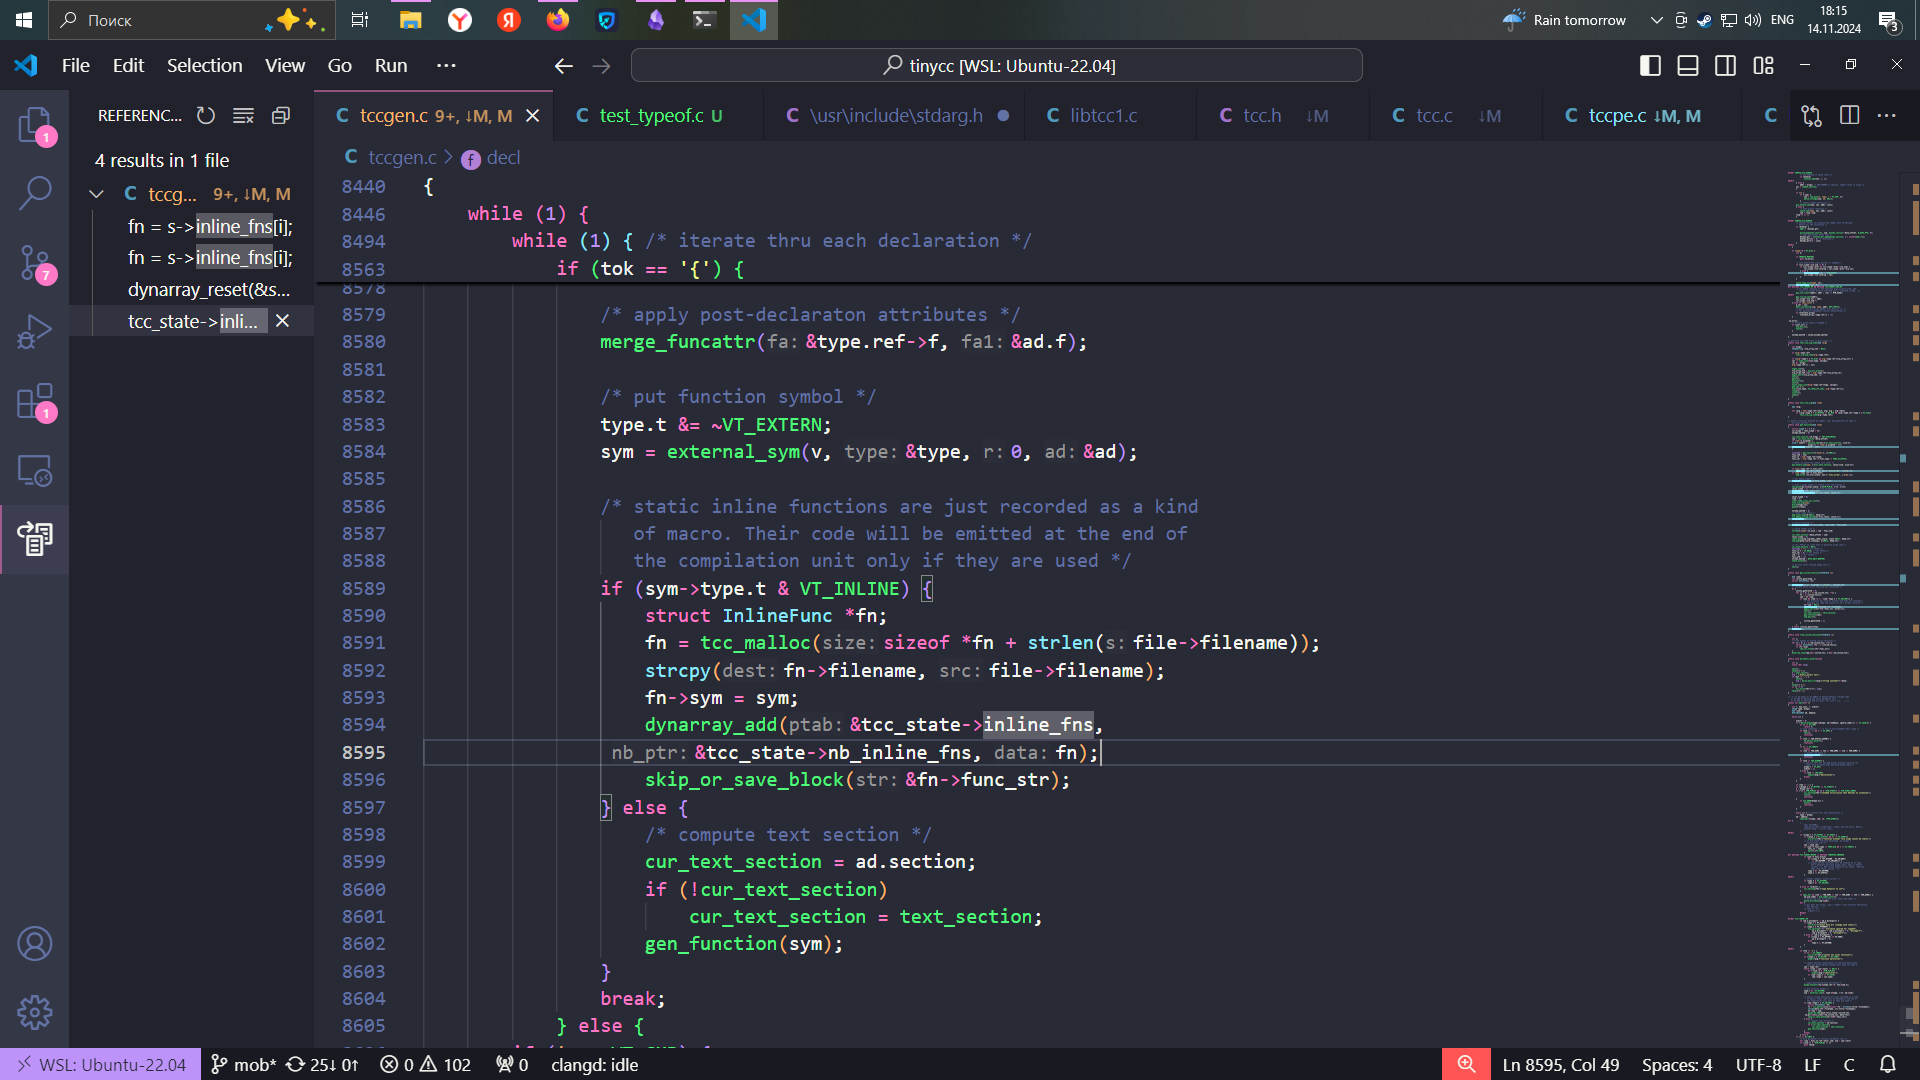 Поиск
Rain tomorrow
ENG
18:15
14.11.2024
3
File Edit Selection View Go Run ...
tinycc [WSL: Ubuntu-22.04]
REFERENC...
tccgen.c 9+, ↓M, M
test_typeof.c U
\usr\include\stdarg.h
libtcc1.c
tcc.h ↓M
tcc.c ↓M
tccpe.c ↓M, M
4 results in 1 file
tccg... 9+, ↓M, M
fn = s->inline_fns[i];
fn = s->inline_fns[i];
dynarray_reset(&s...
tcc_state->inli...
1
7
1
tccgen.c > decl
8440 {
8446 while (1) {
8494 while (1) { /* iterate thru each declaration */
8563 if (tok == '{') {
8578
8579 /* apply post-declaraton attributes */
8580 merge_funcattr(fa: &type.ref->f, fa1: &ad.f);
8581
8582 /* put function symbol */
8583 type.t &= ~VT_EXTERN;
8584 sym = external_sym(v, type: &type, r: 0, ad: &ad);
8585
8586 /* static inline functions are just recorded as a kind
8587 of macro. Their code will be emitted at the end of
8588 the compilation unit only if they are used */
8589 if (sym->type.t & VT_INLINE) {
8590 struct InlineFunc *fn;
8591 fn = tcc_malloc(size: sizeof *fn + strlen(s: file->filename));
8592 strcpy(dest: fn->filename, src: file->filename);
8593 fn->sym = sym;
8594 dynarray_add(ptab: &tcc_state->inline_fns,
8595 nb_ptr: &tcc_state->nb_inline_fns, data: fn);
8596 skip_or_save_block(str: &fn->func_str);
8597 } else {
8598 /* compute text section */
8599 cur_text_section = ad.section;
8600 if (!cur_text_section)
8601 cur_text_section = text_section;
8602 gen_function(sym);
8603 }
8604 break;
8605 } else {
WSL: Ubuntu-22.04 mob* 25↓ 0↑ 0 102 0 clangd: idle
Ln 8595, Col 49 Spaces: 4 UTF-8 LF C